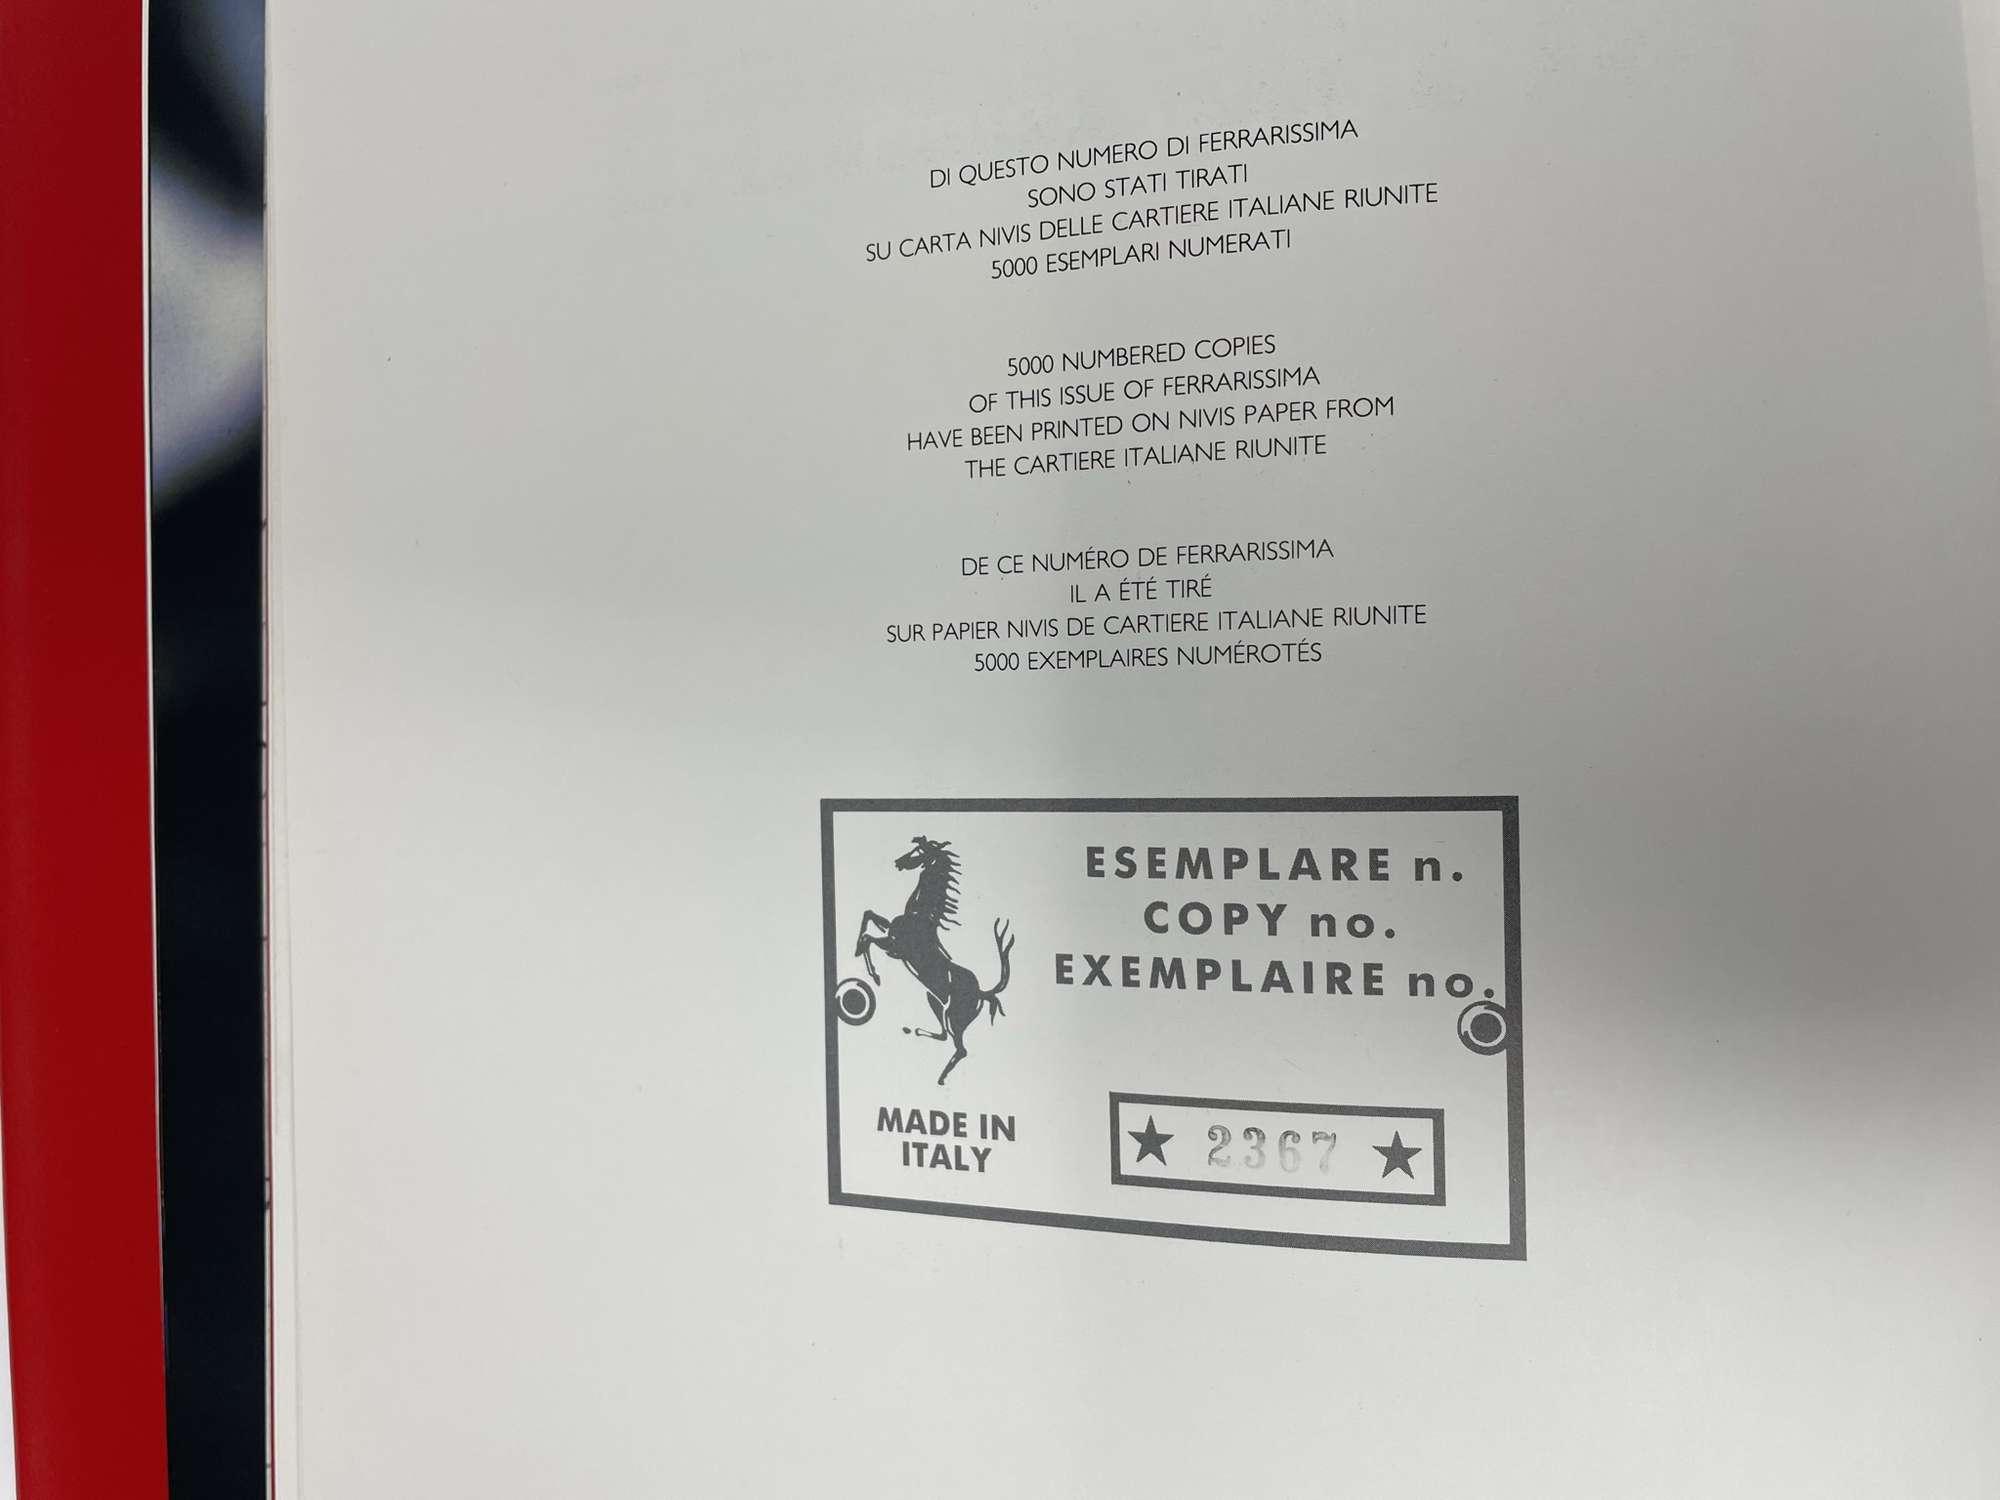 DI QUESTO NUMERO DI FERRARISSIMA
SONO STATI TIRATI
SU CARTA NIVIS DELLE CARTIERE ITALIANE RIUNITE
5000 ESEMPLARI NUMERATI
5000 NUMBERED COPIES
OF THIS ISSUE OF FERRARISSIMA
HAVE BEEN PRINTED ON NIVIS PAPER FROM
THE CARTIERE ITALIANE RIUNITE
DE CE NUMÉRO DE FERRARISSIMA
IL A ÉTÉ TIRÉ
SUR PAPIER NIVIS DE CARTIERE ITALIANE RIUNITE
5000 EXEMPLAIRES NUMÉROTÉS
ESEMPLARE n.
COPY no.
EXEMPLAIRE no.
MADE IN
ITALY
★ 2367 ★